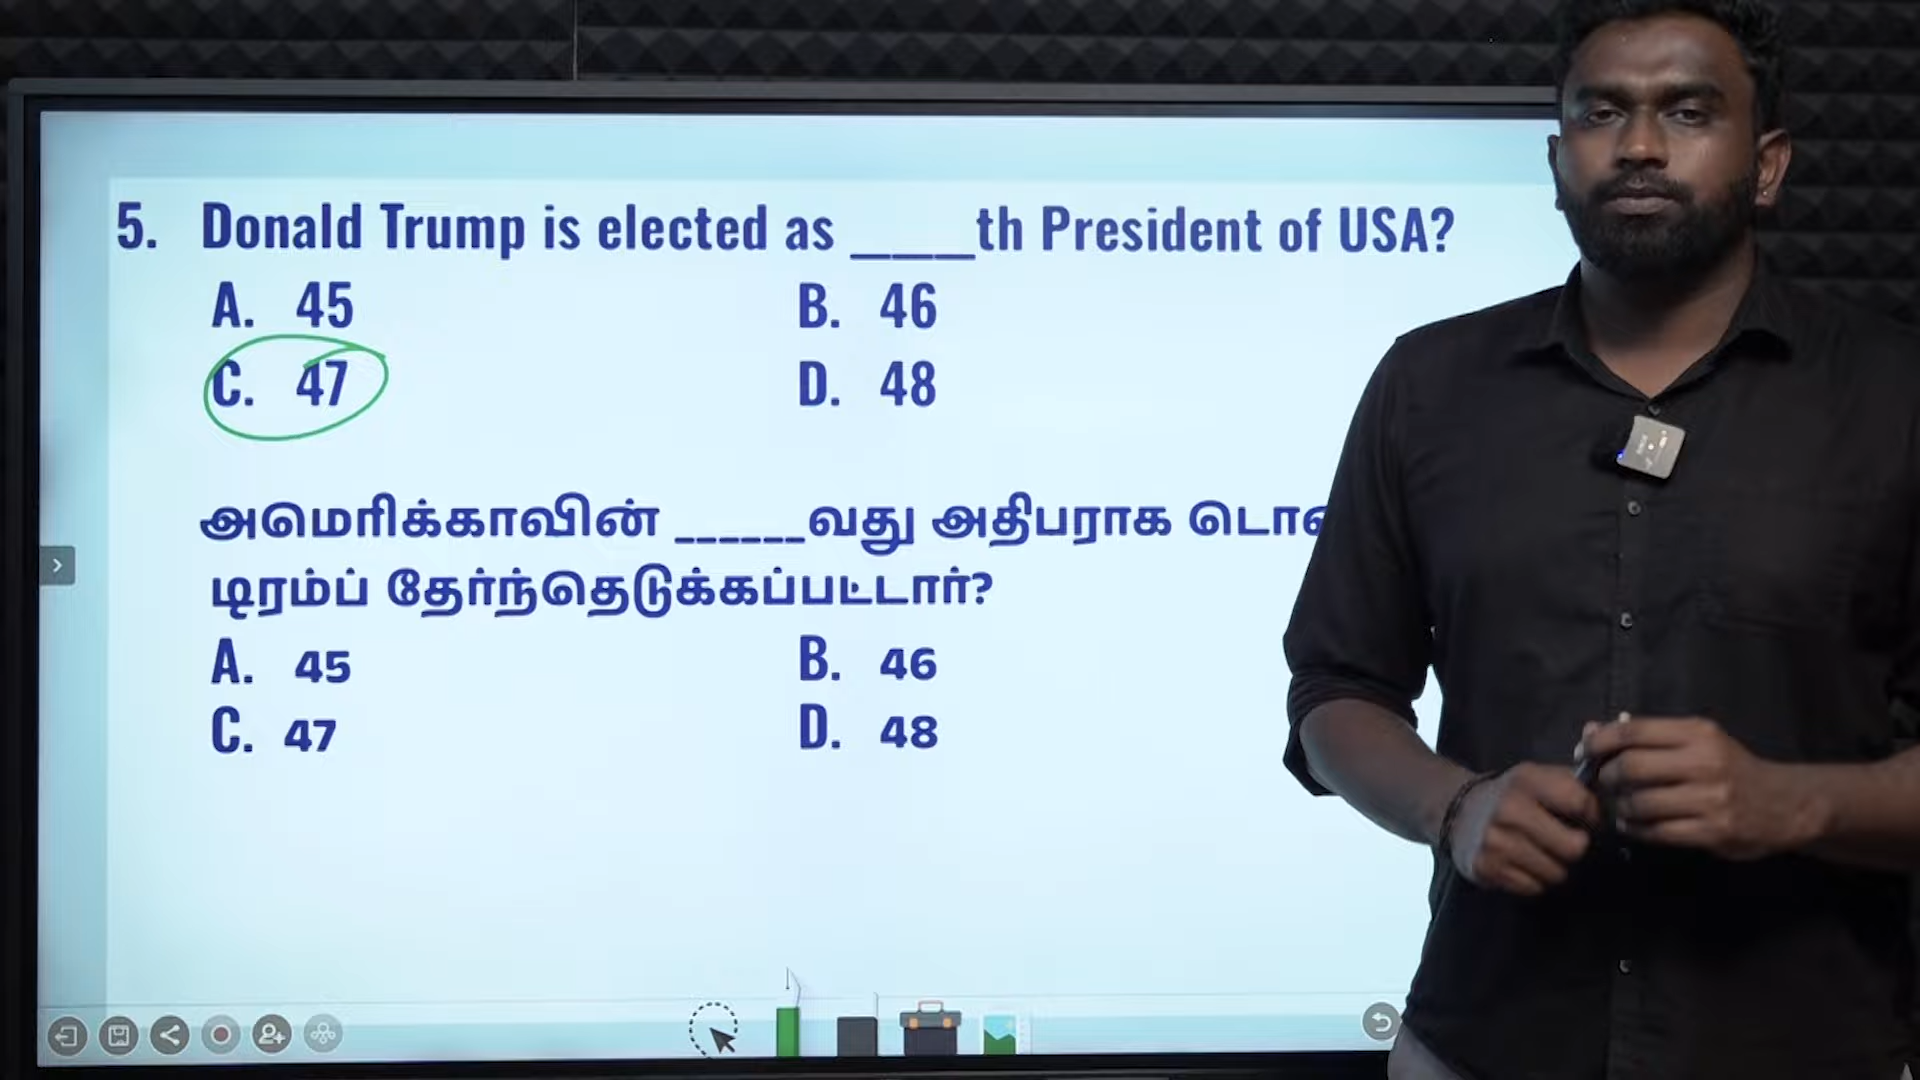 5. Donald Trump is elected as _____th President of USA?
A. 45 B. 46
C. 47 D. 48
அமெரிக்காவின் ______வது அதிபராக
டிரம்ப் தேர்ந்தெடுக்கப்பட்டார்?
A. 45 B. 46
C. 47 D. 48